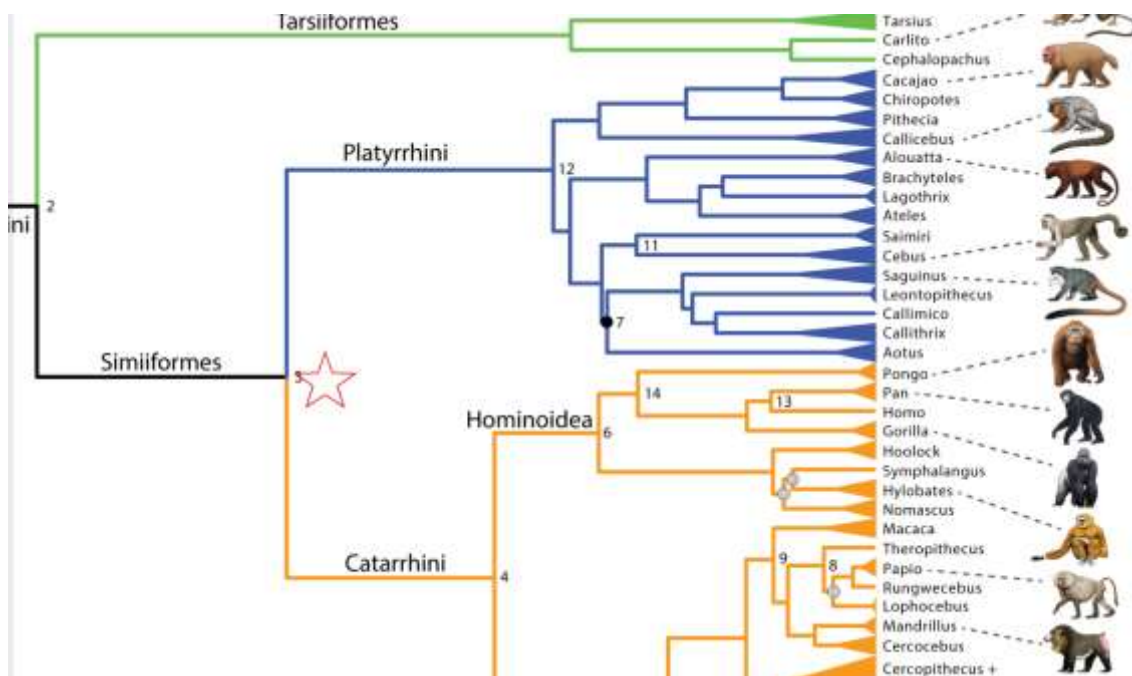 Tarsiiformes
Tarsius
Carlito
Cephalopachus
Cacajao
Chiropotes
Platyrrhini
Pithecia
Callicebus
12
Alouatta
Brachyteles
Lagothrix
2
ini
Ateles
Saimiri
11
Cebus
Saguinus
Leontopithecus
7
Callimico
Callithrix
Simiiformes
Aotus
3
Pongo
14
Pan
13
Homo
Hominoidea
6
Gorilla
Hoolock
Symphalangus
Hylobates
Nomascus
Macaca
Catarrhini
4
9
8
Theropithecus
Papio
Rungwecebus
Lophocebus
Mandrillus
Cercocebus
Cercopithecus +